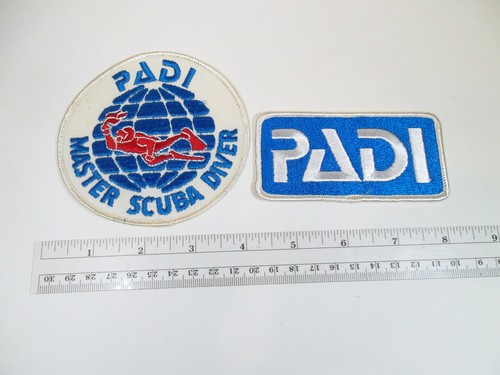 PADI
MASTER SCUBA DIVER
PADI
1 2 3 4 5 6 7 8 9
30 29 28 27 26 25 24 23 22 21 20 19 18 17 16 15 14 13 12 11 10 9 8